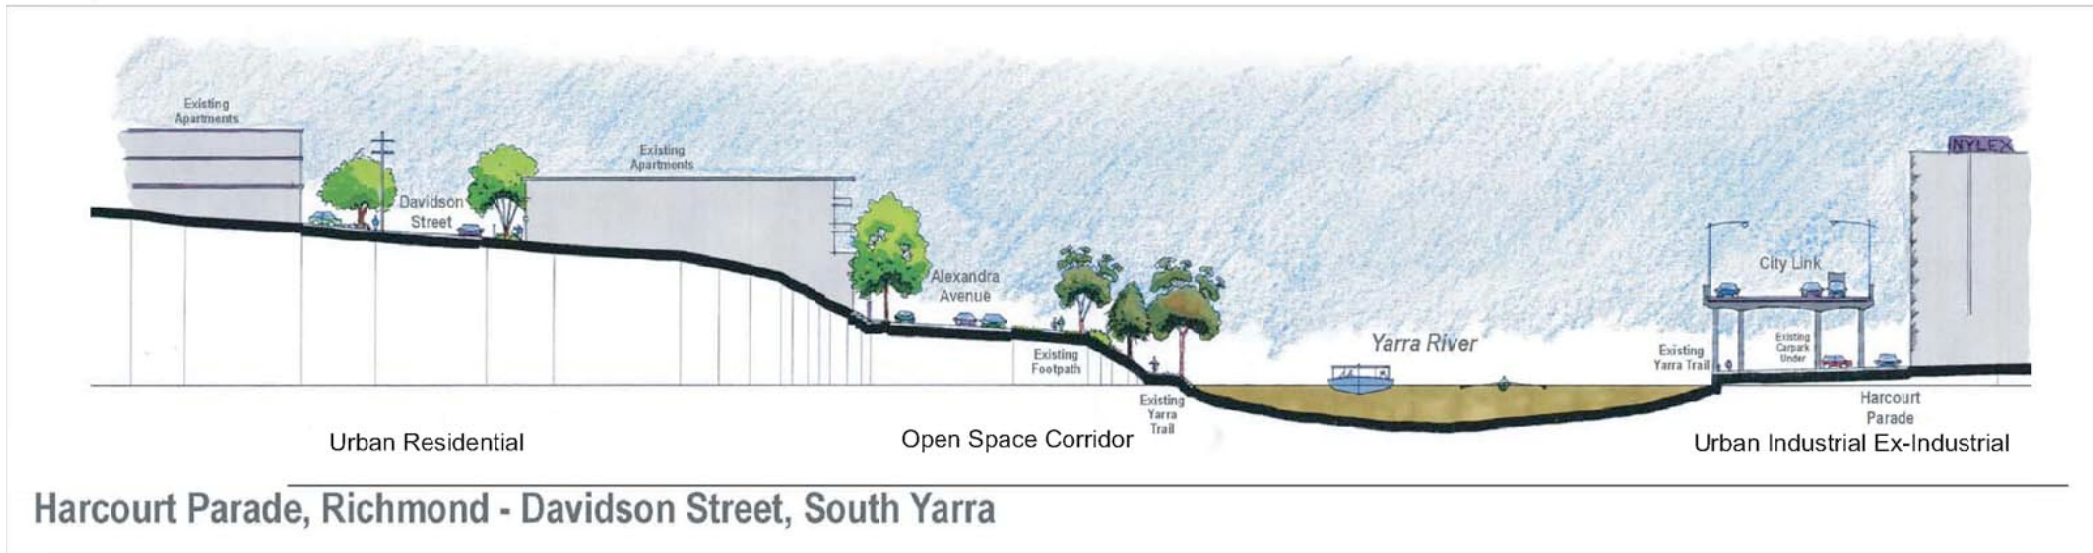 Existing
Apartments
Davidson
Street
Existing
Apartments
Alexandra
Avenue
Existing
Footpath
Existing
Yarra
Trail
Yarra River
Existing
Yarra Trail
City Link
Existing
Carpark
Under
NYLEX
Harcourt
Parade
Urban Residential
Open Space Corridor
Urban Industrial Ex-Industrial
Harcourt Parade, Richmond - Davidson Street, South Yarra